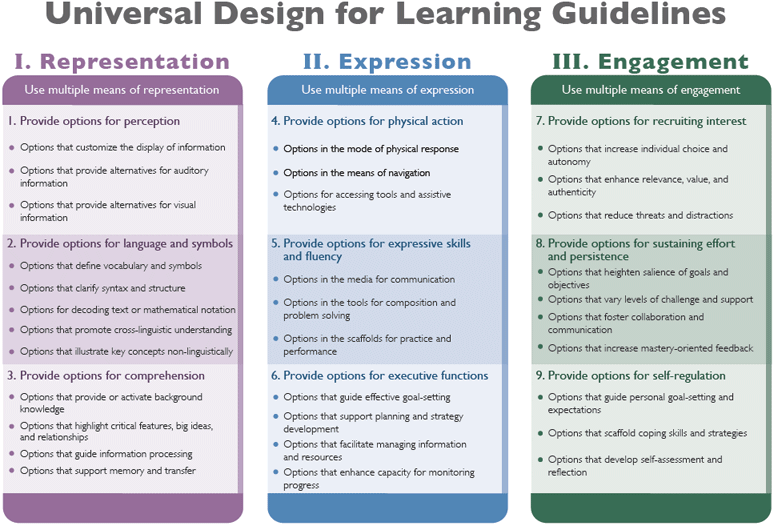 Universal Design for Learning Guidelines
I. Representation
Use multiple means of representation
1. Provide options for perception
Options that customize the display of information
Options that provide alternatives for auditory
information
Options that provide alternatives for visual
information
2. Provide options for language and symbols
Options that define vocabulary and symbols
Options that clarify syntax and structure
Options for decoding text or mathematical notation
Options that promote cross-linguistic understanding
Options that illustrate key concepts non-linguistically
3. Provide options for comprehension
Options that provide or activate background
knowledge
Options that highlight critical features, big ideas,
and relationships
Options that guide information processing
Options that support memory and transfer
II. Expression
Use multiple means of expression
4. Provide options for physical action
Options in the mode of physical response
Options in the means of navigation
Options for accessing tools and assistive
technologies
5. Provide options for expressive skills
and fluency
Options in the media for communication
Options in the tools for composition and
problem solving
Options in the scaffolds for practice and
performance
6. Provide options for executive functions
Options that guide effective goal-setting
Options that support planning and strategy
development
Options that facilitate managing information
and resources
Options that enhance capacity for monitoring
progress
III. Engagement
Use multiple means of engagement
7. Provide options for recruiting interest
Options that increase individual choice and
autonomy
Options that enhance relevance, value, and
authenticity
Options that reduce threats and distractions
8. Provide options for sustaining effort
and persistence
Options that heighten salience of goals and
objectives
Options that vary levels of challenge and support
Options that foster collaboration and
communication
Options that increase mastery-oriented feedback
9. Provide options for self-regulation
Options that guide personal goal-setting and
expectations
Options that scaffold coping skills and strategies
Options that develop self-assessment and
reflection